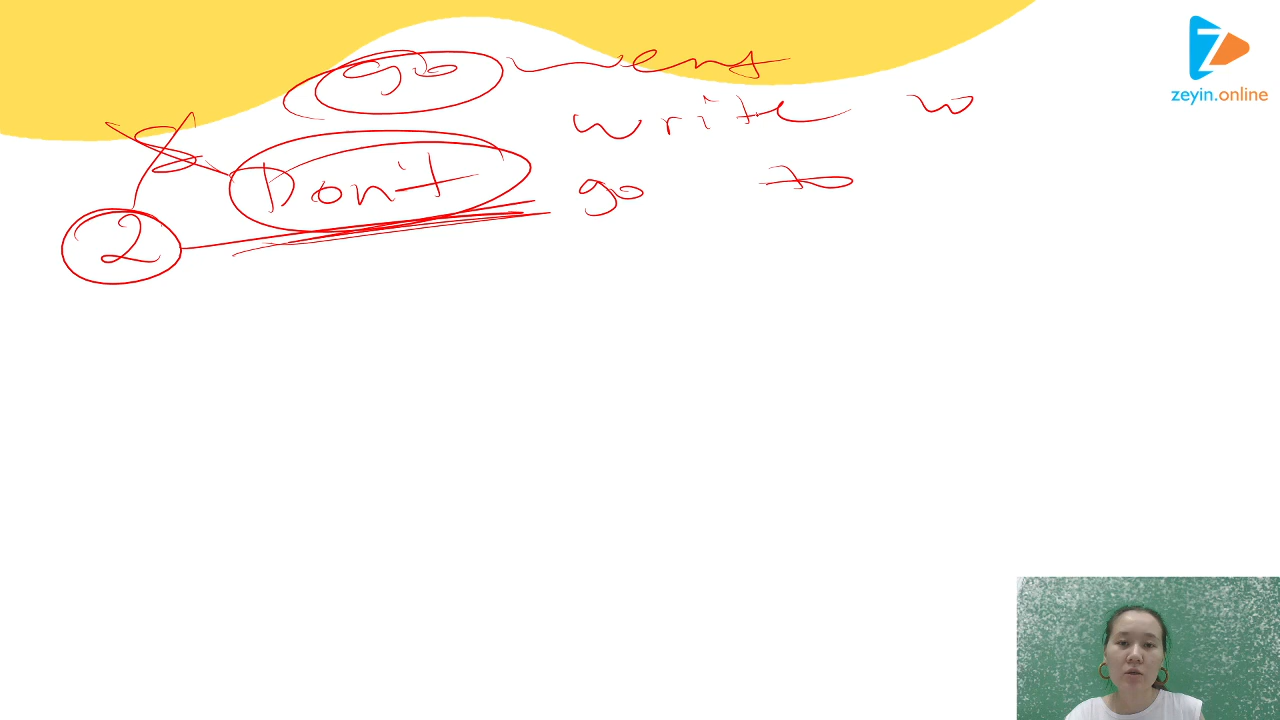 go went
write w
Don't go to
2
Z
zeyin.online